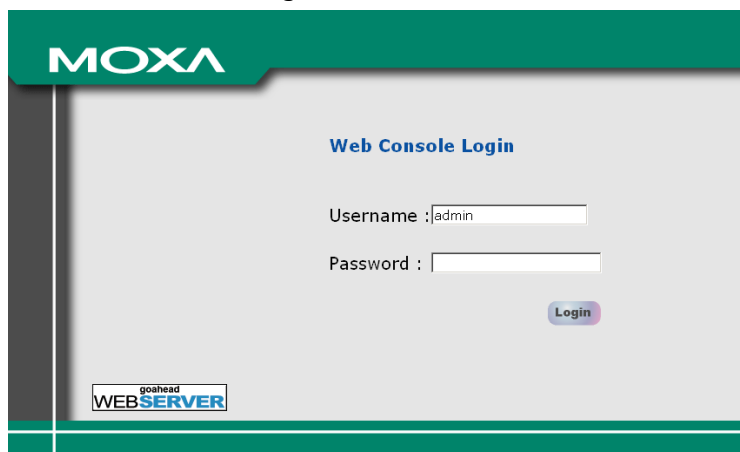 MOXA
Web Console Login
Username : admin
Password :
Login
goahead
WEBSERVER